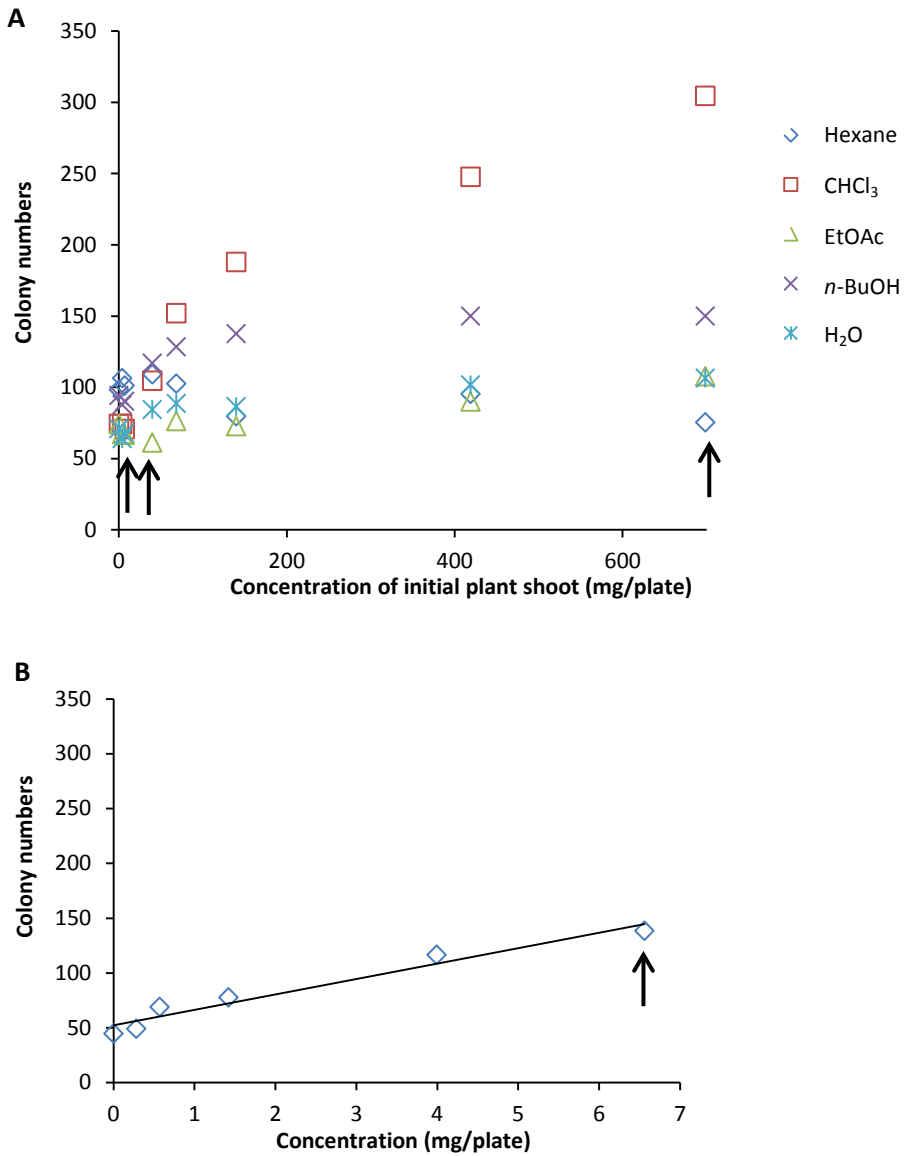 A
350
300
250
200
150
100
50
0
Colony numbers
0
200
400
600
Concentration of initial plant shoot (mg/plate)
Hexane
CHCl₃
EtOAc
n-BuOH
H₂O
B
350
300
250
200
150
100
50
0
Colony numbers
0
1
2
3
4
5
6
7
Concentration (mg/plate)